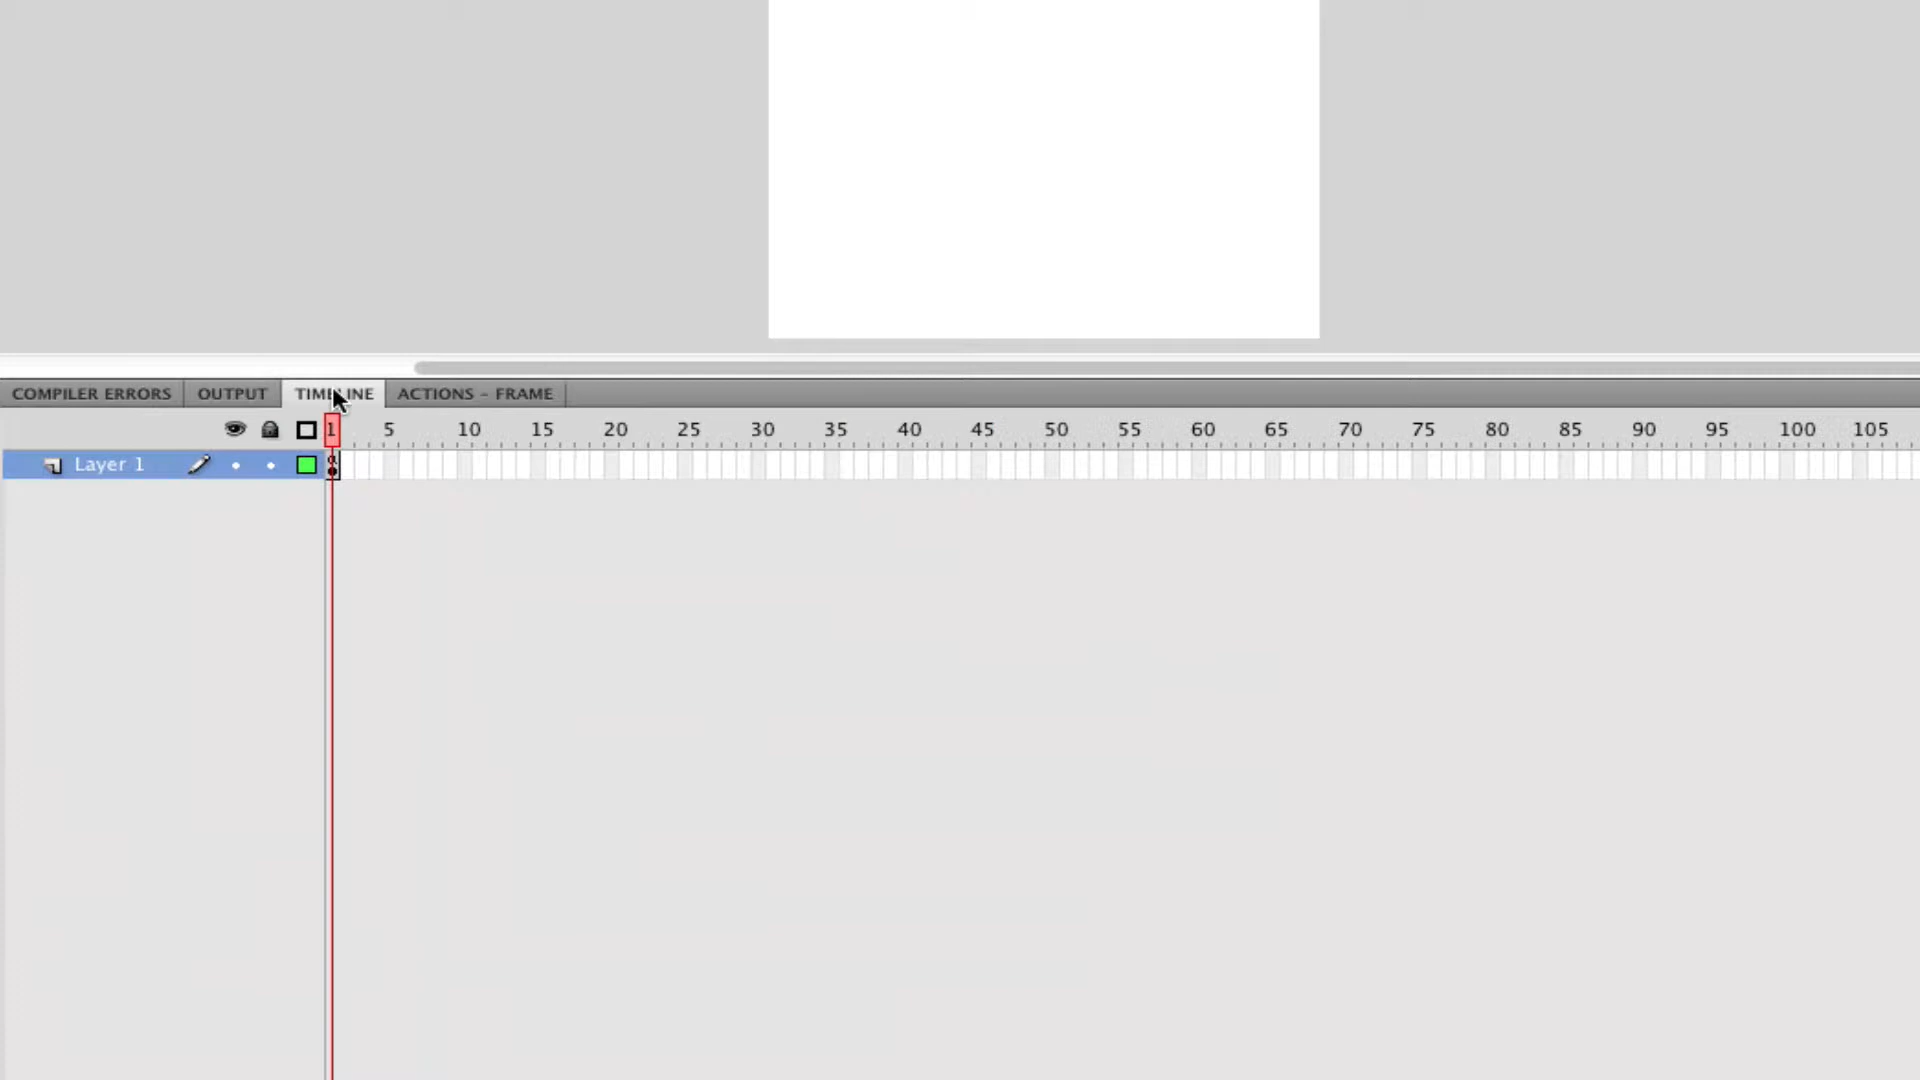 COMPILER ERRORS OUTPUT TIMELINE ACTIONS – FRAME
1 5 10 15 20 25 30 35 40 45 50 55 60 65 70 75 80 85 90 95 100 105
Layer 1